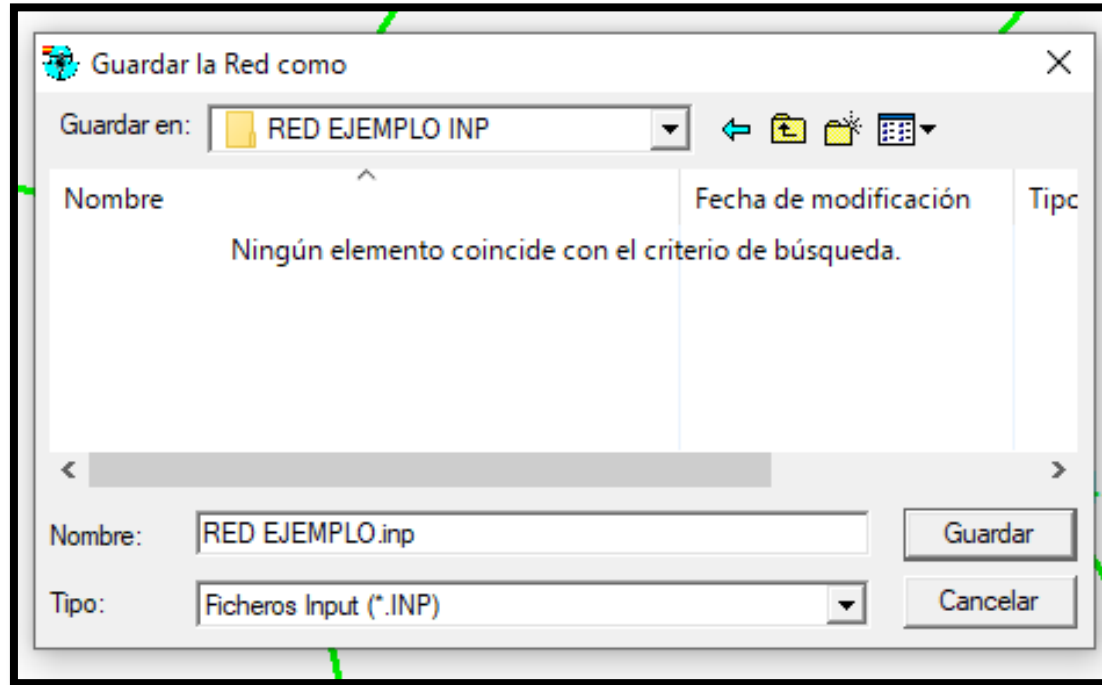 Guardar la Red como
Guardar en: RED EJEMPLO INP
Nombre Fecha de modificación Tipo
Ningún elemento coincide con el criterio de búsqueda.
Nombre: RED EJEMPLO.inp Guardar
Tipo: Ficheros Input (*.INP) Cancelar